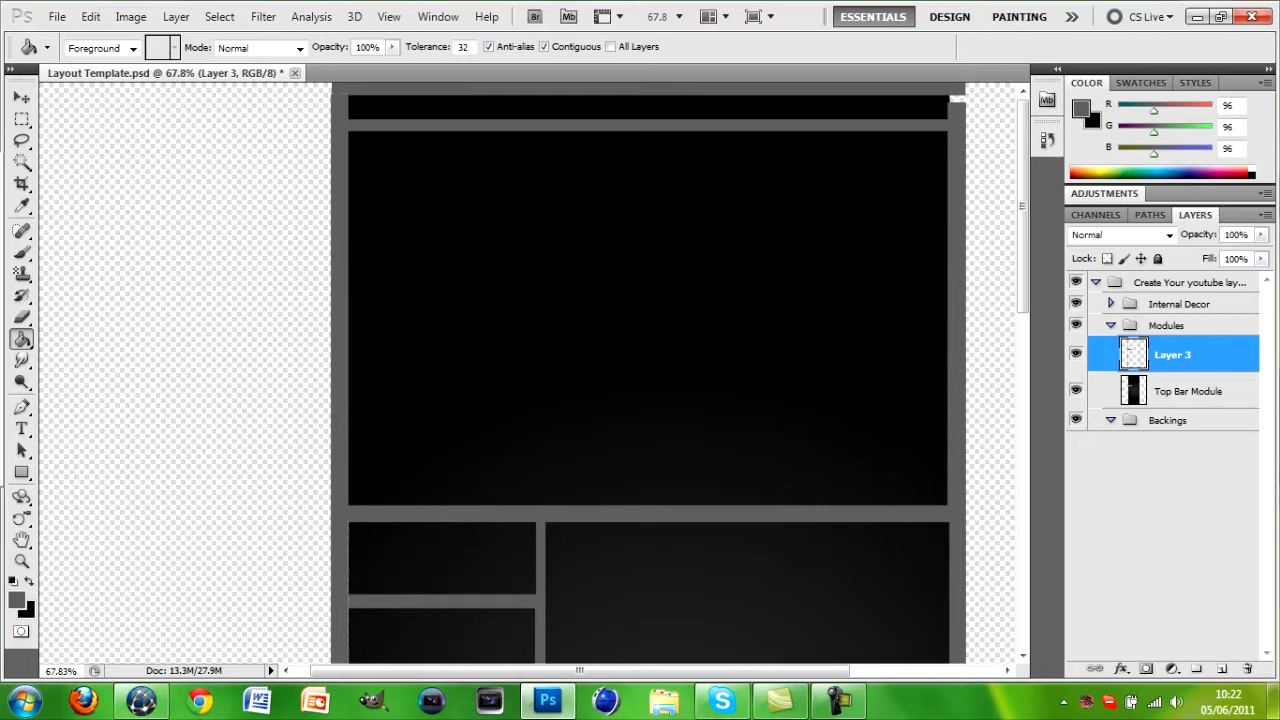 Ps File Edit Image Layer Select Filter Analysis 3D View Window Help Br Mb 67.8 ESSENTIALS DESIGN PAINTING CS Live
Foreground Mode: Normal Opacity: 100% Tolerance: 32 Anti-alias Contiguous All Layers
Layout Template.psd @ 67.8% (Layer 3, RGB/8) *
COLOR SWATCHES STYLES
Mb
R 96
G 96
B 96
ADJUSTMENTS
CHANNELS PATHS LAYERS
Normal Opacity: 100%
Lock: Fill: 100%
Create Your youtube lay...
Internal Decor
Modules
Layer 3
Top Bar Module
Backings
67.83% Doc: 13.3M/27.9M
Ps
10:22
05/06/2011